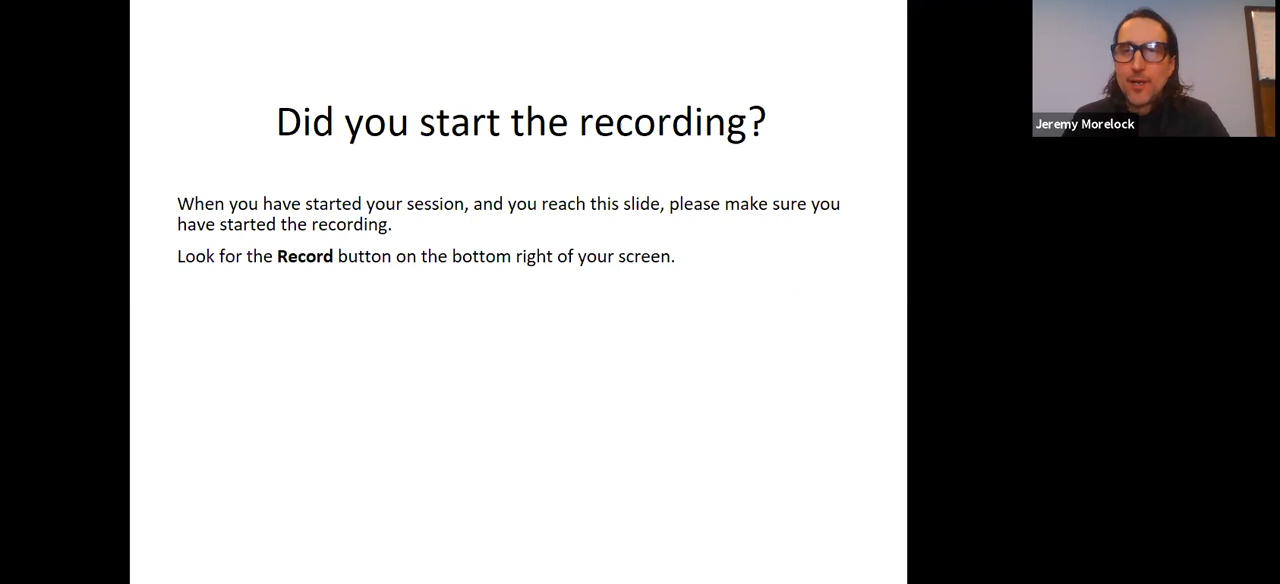 Did you start the recording?
When you have started your session, and you reach this slide, please make sure you
have started the recording.
Look for the Record button on the bottom right of your screen.
Jeremy Morelock